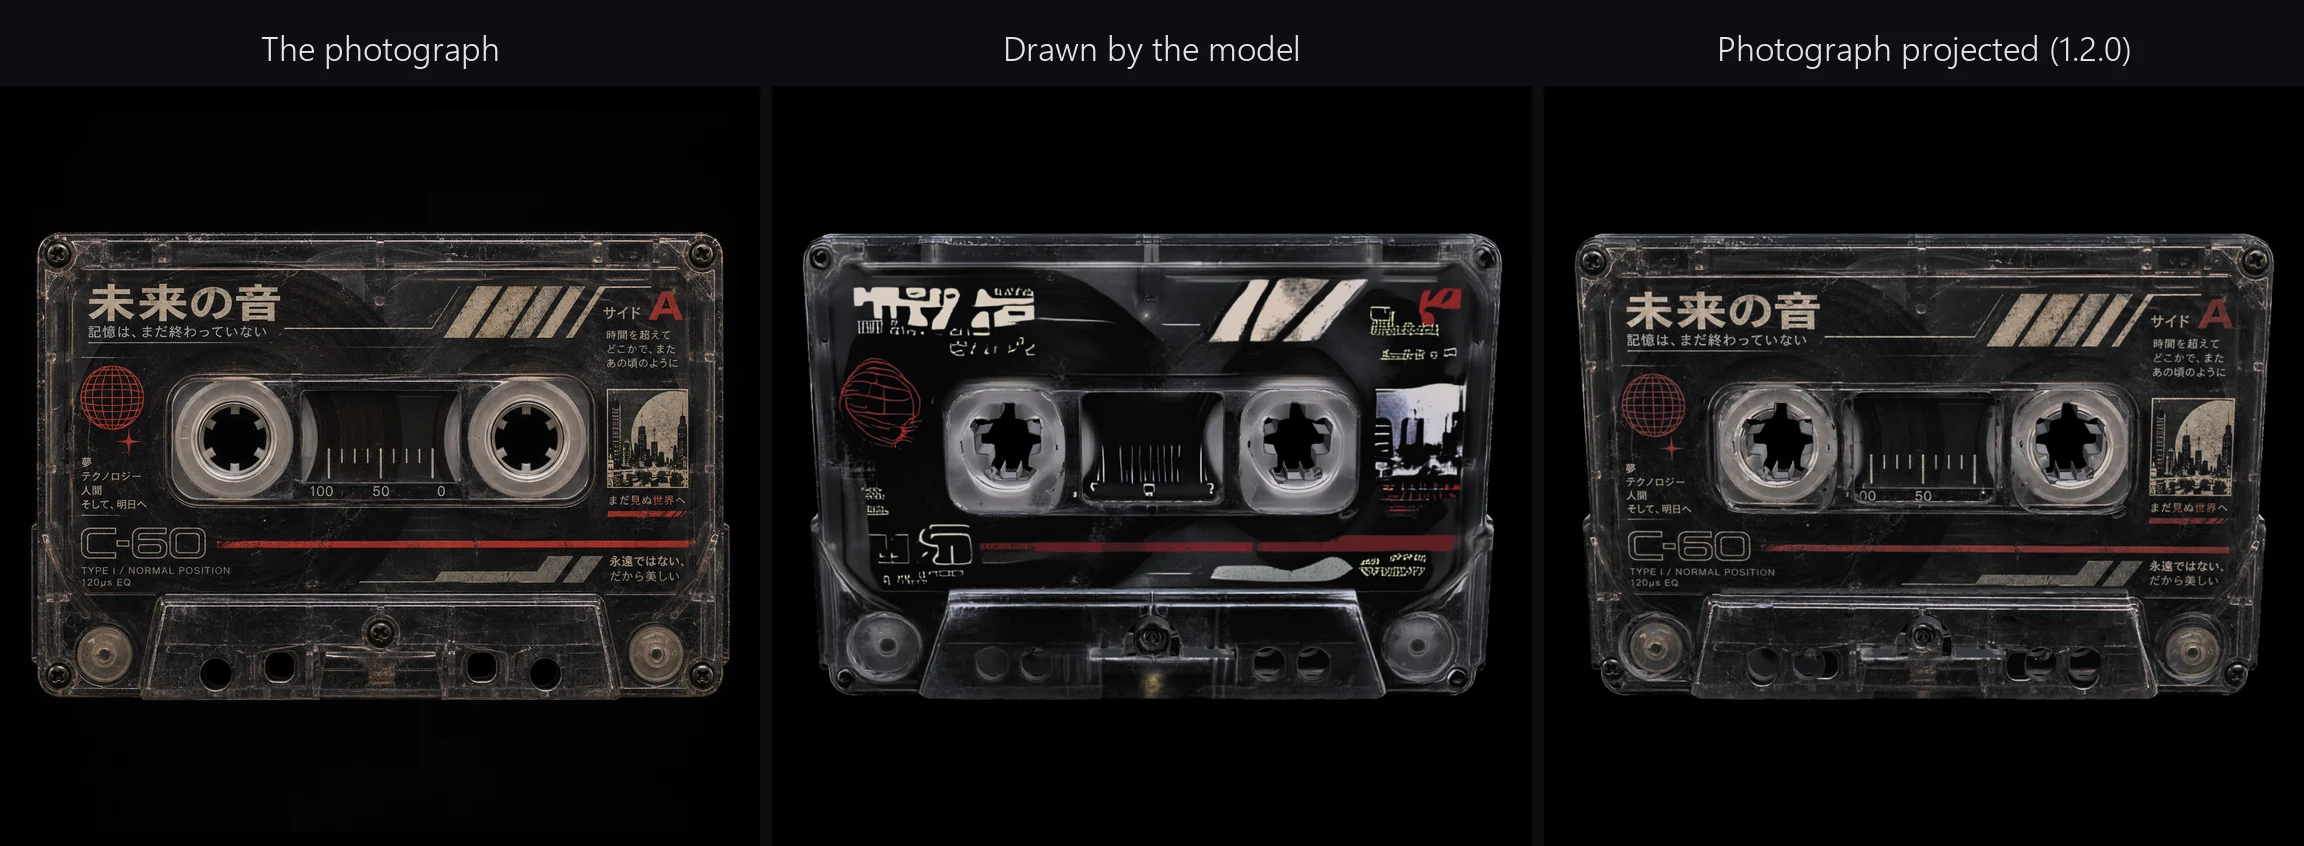 The photograph
未来の音
記憶は、まだ終わっていない
サイド A
時間を超えて
どこかで、また
あの頃のように
夢
テクノロジー
人間
そして、明日へ
100 50 0
まだ見ぬ世界へ
C-60
TYPE I / NORMAL POSITION
120µs EQ
永遠ではない、
だから美しい
Drawn by the model
Photograph projected (1.2.0)
未来の音
記憶は、まだ終わっていない
サイド A
時間を超えて
どこかで、また
あの頃のように
夢
テクノロジー
人間
そして、明日へ
00 50
まだ見ぬ世界へ
C-60
TYPE I / NORMAL POSITION
120µs EQ
永遠ではない、
だから美しい